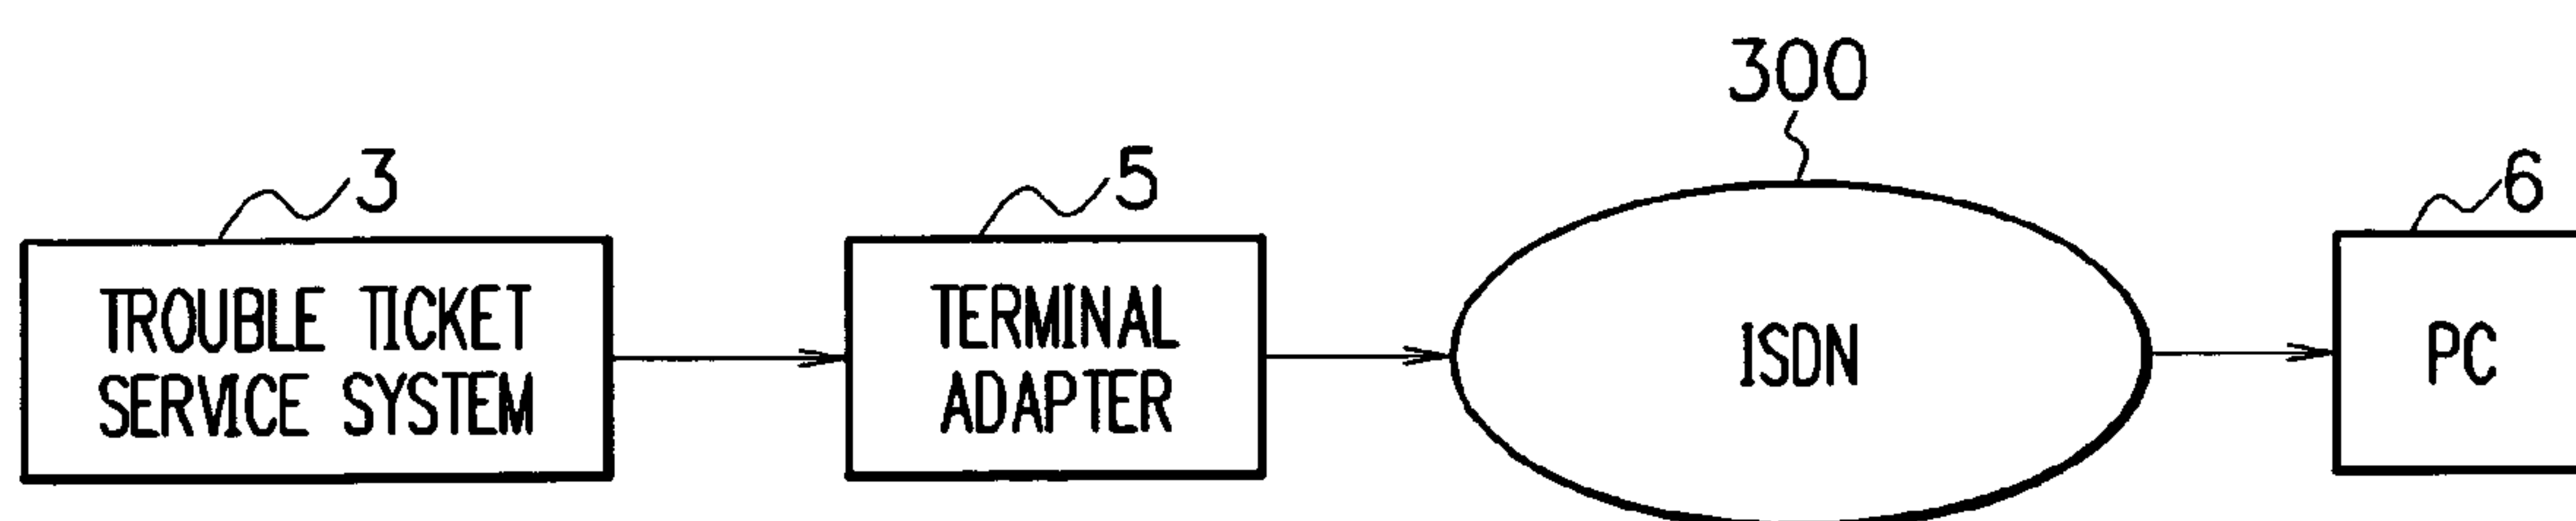 300
3
5
6
TROUBLE TICKET
SERVICE SYSTEM
TERMINAL
ADAPTER
ISDN
PC